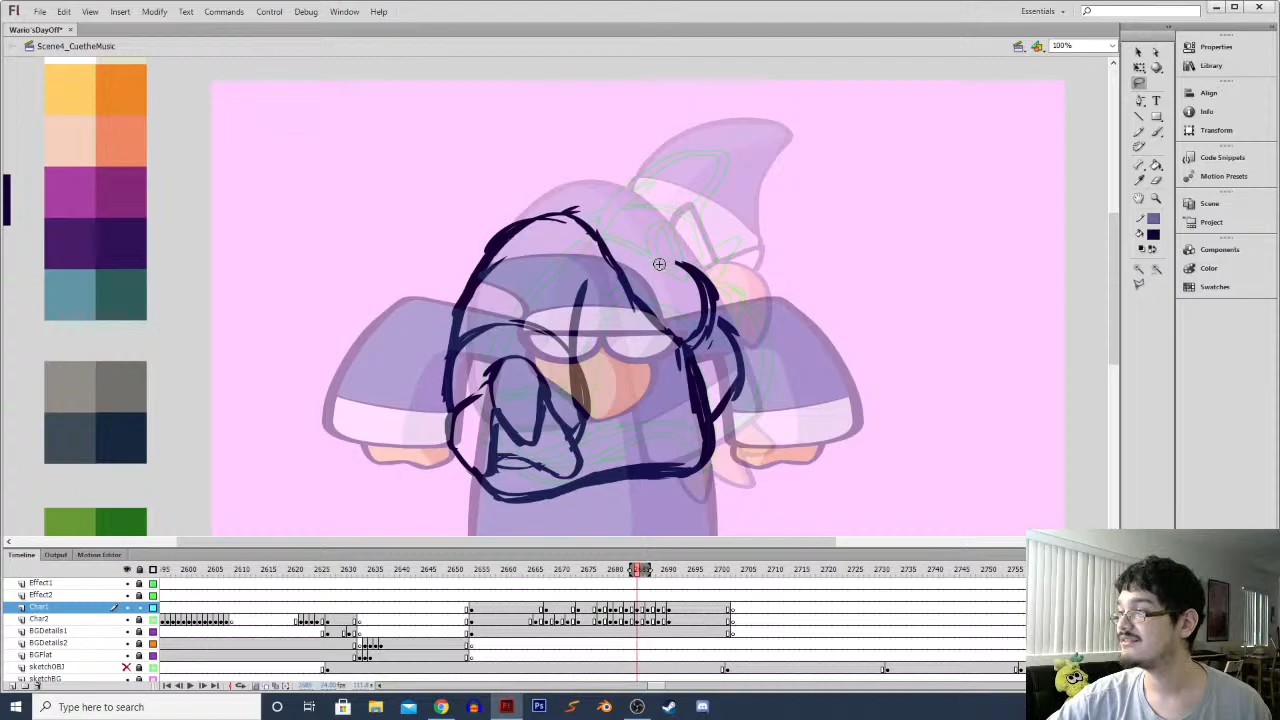 Fl File Edit View Insert Modify Text Commands Control Debug Window Help Essentials
Wario'sDayOff* ×
Scene4_CuetheMusic 100%
Properties
Library
Align
Info
Transform
Code Snippets
Motion Presets
Scene
Project
Components
Color
Swatches
Timeline Output Motion Editor
2600 2605 2610 2615 2620 2625 2630 2635 2640 2645 2650 2655 2660 2665 2670 2675 2680 2690 2695 2700 2705 2710 2715 2720 2725 2730 2735 2740 2745 2750 2755
Effect1
Effect2
Char1
Char2
BGDetails1
BGDetails2
BGFlat
sketchOBJ
sketchBG
24.00 fps
Type here to search